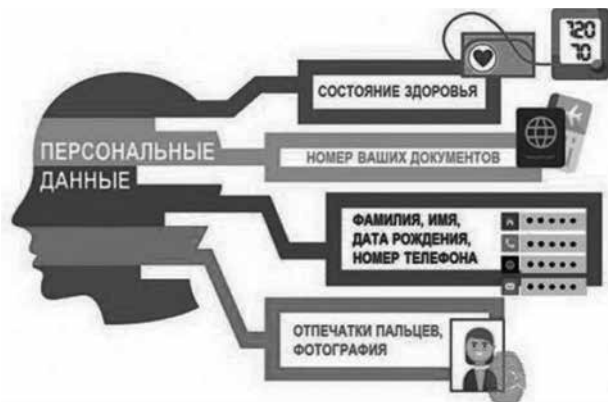 120
70
СОСТОЯНИЕ ЗДОРОВЬЯ
ПЕРСОНАЛЬНЫЕ
ДАННЫЕ
НОМЕР ВАШИХ ДОКУМЕНТОВ
ФАМИЛИЯ, ИМЯ,
ДАТА РОЖДЕНИЯ,
НОМЕР ТЕЛЕФОНА
ОТПЕЧАТКИ ПАЛЬЦЕВ,
ФОТОГРАФИЯ